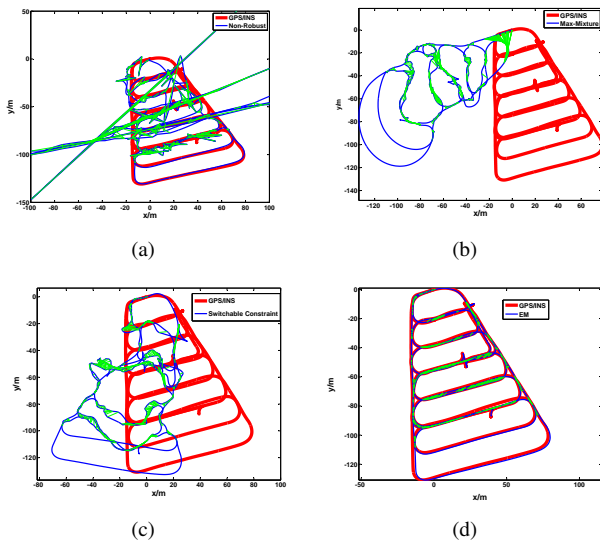 50
0
-50
-100
-150
y/m
-100 -80 -60 -40 -20 0 20 40 60 80 100
x/m
GPS/INS
Non-Robust
(a)
0
-20
-40
-60
-80
-100
-120
-140
y/m
-120 -100 -80 -60 -40 -20 0 20 40 60
x/m
GPS/INS
Max-Mixture
(b)
0
-20
-40
-60
-80
-100
-120
y/m
-80 -60 -40 -20 0 20 40 60 80 100
x/m
GPS/INS
Switchable Constraint
(c)
0
-20
-40
-60
-80
-100
-120
y/m
-50 0 50 100
x/m
GPS/INS
EM
(d)